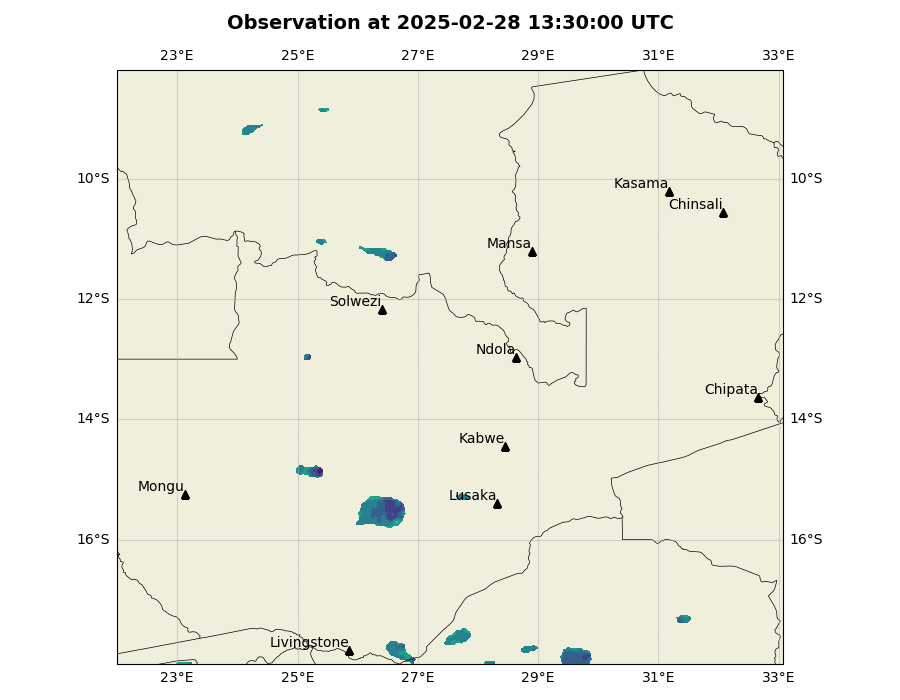 Observation at 2025-02-28 13:30:00 UTC
23°E 25°E 27°E 29°E 31°E 33°E
10°S 10°S
Kasama
Chinsali
Mansa
12°S 12°S
Solwezi
Ndola
Chipata
14°S 14°S
Kabwe
Mongu
Lusaka
16°S 16°S
Livingstone
23°E 25°E 27°E 29°E 31°E 33°E